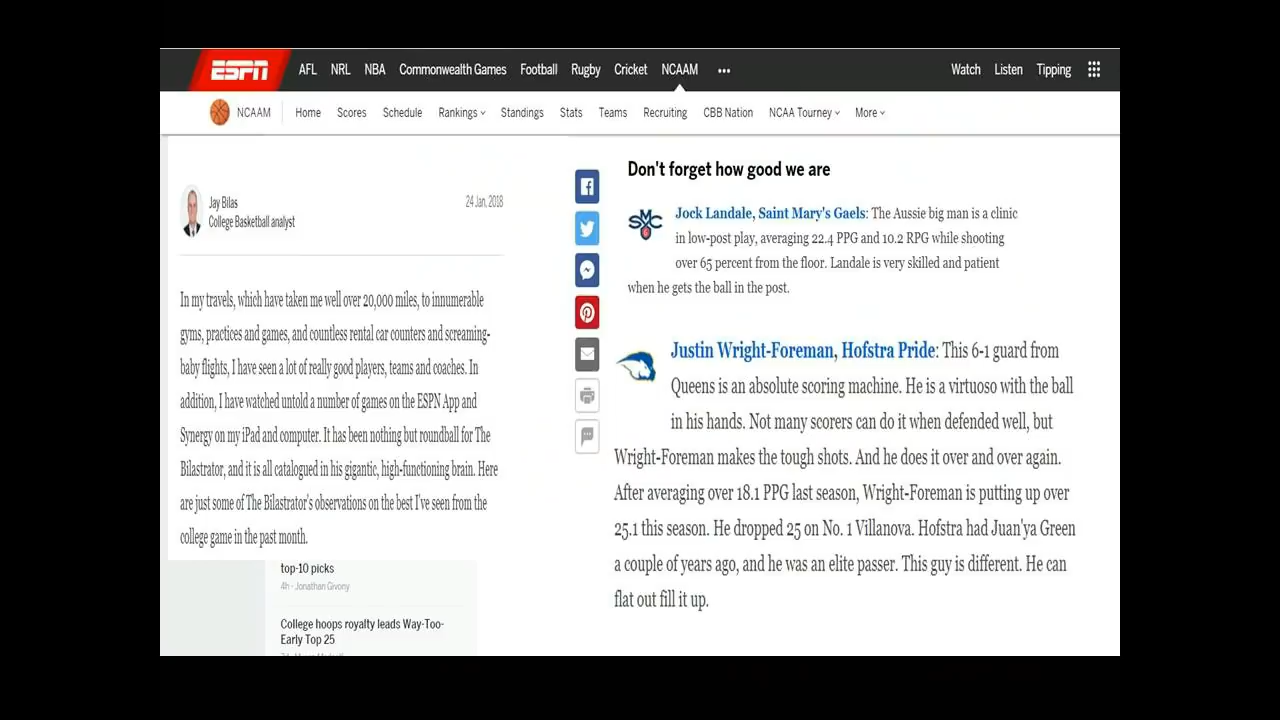 ESPN AFL NRL NBA Commonwealth Games Football Rugby Cricket NCAAM ••• Watch Listen Tipping
NCAAM Home Scores Schedule Rankings Standings Stats Teams Recruiting CBB Nation NCAA Tourney More
Jay Bilas
College Basketball analyst
24 Jan, 2018
In my travels, which have taken me well over 20,000 miles, to innumerable
gyms, practices and games, and countless rental car counters and screaming-
baby flights, I have seen a lot of really good players, teams and coaches. In
addition, I have watched untold a number of games on the ESPN App and
Synergy on my iPad and computer. It has been nothing but roundball for The
Bilastrator, and it is all catalogued in his gigantic, high-functioning brain. Here
are just some of The Bilastrator's observations on the best I've seen from the
college game in the past month.
top-10 picks
4h - Jonathan Givony
College hoops royalty leads Way-Too-
Early Top 25
Don't forget how good we are
SMC
Jock Landale, Saint Mary's Gaels: The Aussie big man is a clinic
in low-post play, averaging 22.4 PPG and 10.2 RPG while shooting
over 65 percent from the floor. Landale is very skilled and patient
when he gets the ball in the post.
Justin Wright-Foreman, Hofstra Pride: This 6-1 guard from
Queens is an absolute scoring machine. He is a virtuoso with the ball
in his hands. Not many scorers can do it when defended well, but
Wright-Foreman makes the tough shots. And he does it over and over again.
After averaging over 18.1 PPG last season, Wright-Foreman is putting up over
25.1 this season. He dropped 25 on No. 1 Villanova. Hofstra had Juan'ya Green
a couple of years ago, and he was an elite passer. This guy is different. He can
flat out fill it up.